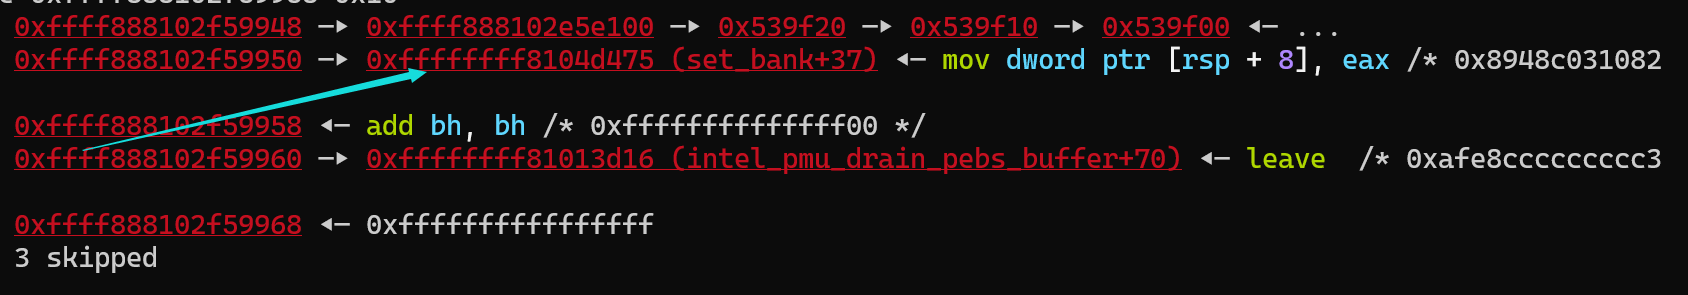 0xffff888102f59948 —▸ 0xffff888102e5e100 —▸ 0x539f20 —▸ 0x539f10 —▸ 0x539f00 ◂— ...
0xffff888102f59950 —▸ 0xffffffff8104d475 (set_bank+37) ◂— mov dword ptr [rsp + 8], eax /* 0x8948c031082
0xffff888102f59958 ◂— add bh, bh /* 0xffffffffffffff00 */
0xffff888102f59960 —▸ 0xffffffff81013d16 (intel_pmu_drain_pebs_buffer+70) ◂— leave /* 0xafe8ccccccccc3
0xffff888102f59968 ◂— 0xffffffffffffffff
3 skipped